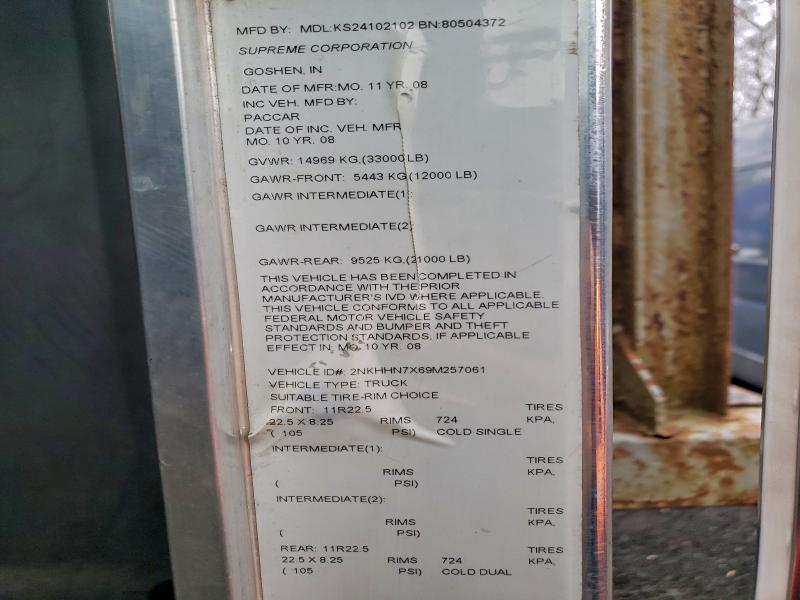 MFD BY: MDL:KS24102102 BN:80504372
SUPREME CORPORATION
GOSHEN, IN
DATE OF MFR:MO. 11 YR. 08
INC VEH. MFD BY:
PACCAR
DATE OF INC. VEH. MFR
MO. 10 YR. 08
GVWR: 14969 KG.(33000 LB)
GAWR-FRONT: 5443 KG.(12000 LB)
GAWR INTERMEDIATE(1):
GAWR INTERMEDIATE(2):
GAWR-REAR: 9525 KG.(21000 LB)
THIS VEHICLE HAS BEEN COMPLETED IN
ACCORDANCE WITH THE PRIOR
MANUFACTURER'S IVD WHERE APPLICABLE.
THIS VEHICLE CONFORMS TO ALL APPLICABLE
FEDERAL MOTOR VEHICLE SAFETY
STANDARDS AND BUMPER AND THEFT
PROTECTION STANDARDS, IF APPLICABLE
EFFECT IN: MO. 10 YR. 08
VEHICLE ID#: 2NKHHN7X69M257061
VEHICLE TYPE: TRUCK
SUITABLE TIRE-RIM CHOICE
FRONT: 11R22.5 TIRES
22.5 X 8.25 RIMS 724 KPA,
( 105 PSI) COLD SINGLE
INTERMEDIATE(1):
TIRES
RIMS KPA,
( PSI)
INTERMEDIATE(2):
TIRES
RIMS KPA,
( PSI)
REAR: 11R22.5 TIRES
22.5 X 8.25 RIMS 724 KPA,
( 105 PSI) COLD DUAL